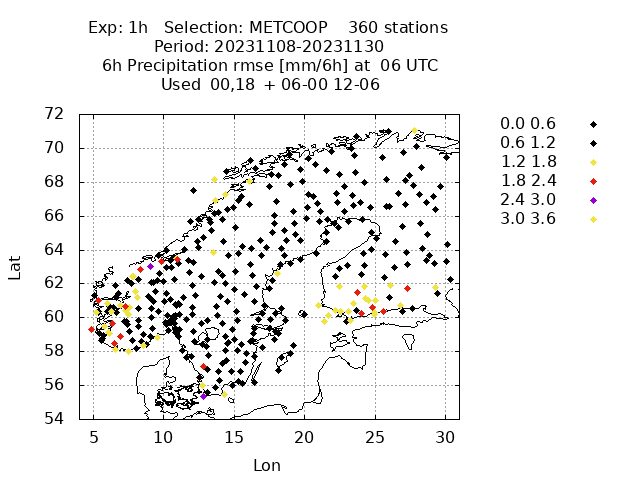 Exp: 1h   Selection: METCOOP    360 stations
Period: 20231108-20231130
6h Precipitation rmse [mm/6h] at  06 UTC
Used  00,18  + 06-00 12-06
72
70
68
66
64
62
60
58
56
54
Lat
5 10 15 20 25 30
Lon
0.0 0.6
0.6 1.2
1.2 1.8
1.8 2.4
2.4 3.0
3.0 3.6